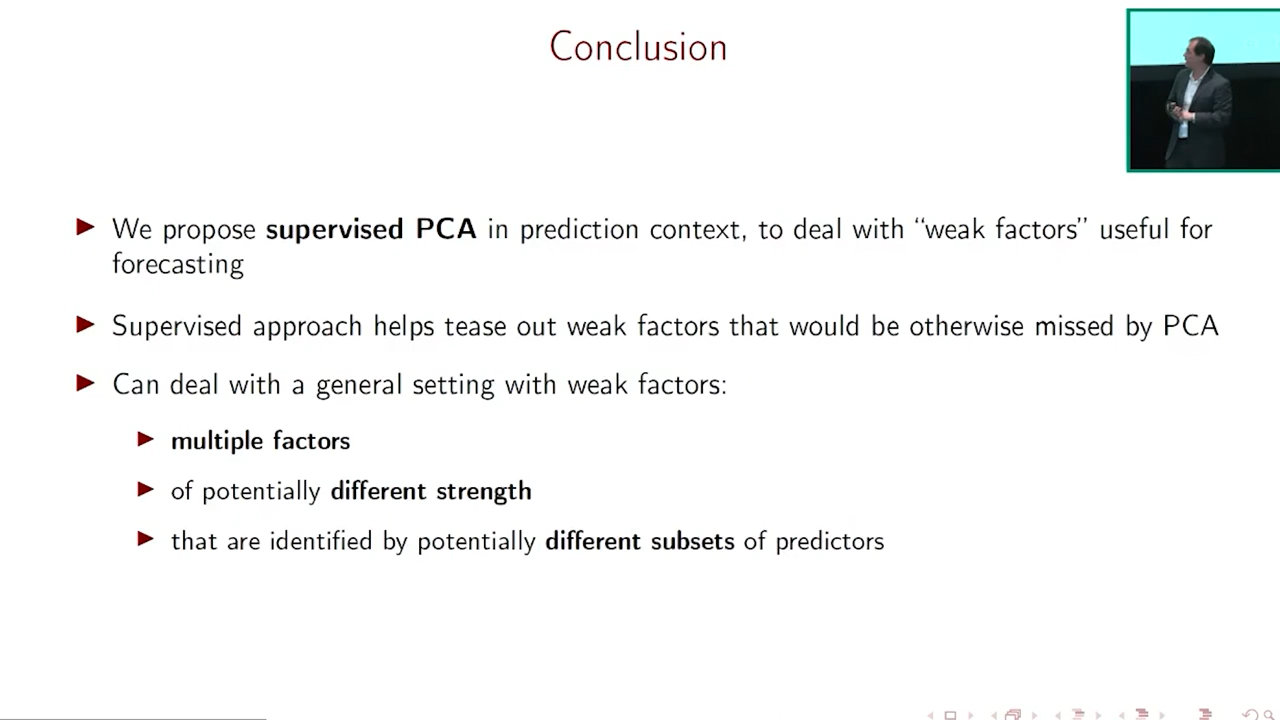 Conclusion
We propose supervised PCA in prediction context, to deal with “weak factors” useful for
forecasting
Supervised approach helps tease out weak factors that would be otherwise missed by PCA
Can deal with a general setting with weak factors:
multiple factors
of potentially different strength
that are identified by potentially different subsets of predictors